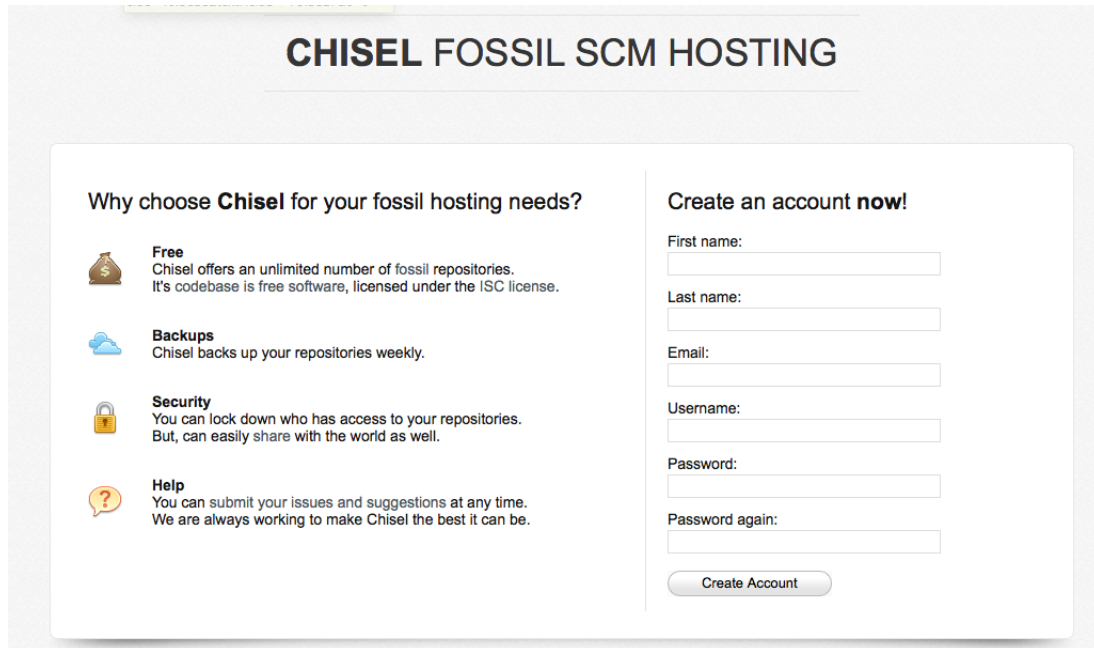 CHISEL FOSSIL SCM HOSTING
Why choose Chisel for your fossil hosting needs?
Free
Chisel offers an unlimited number of fossil repositories.
It's codebase is free software, licensed under the ISC license.
Backups
Chisel backs up your repositories weekly.
Security
You can lock down who has access to your repositories.
But, can easily share with the world as well.
Help
You can submit your issues and suggestions at any time.
We are always working to make Chisel the best it can be.
Create an account now!
First name:
Last name:
Email:
Username:
Password:
Password again:
Create Account